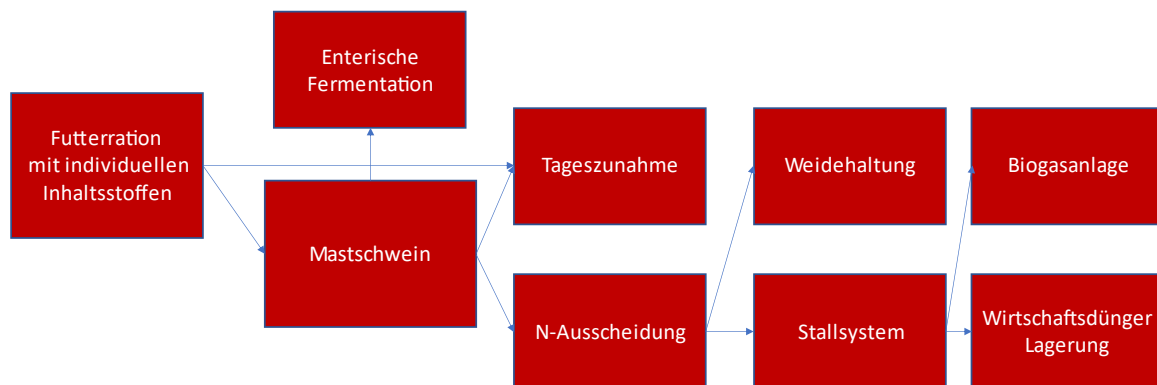 Enterische
Fermentation
Futterration
mit individuellen
Inhaltsstoffen
Tageszunahme
Weidehaltung
Biogasanlage
Mastschwein
N-Ausscheidung
Stallsystem
Wirtschaftsdünger
Lagerung